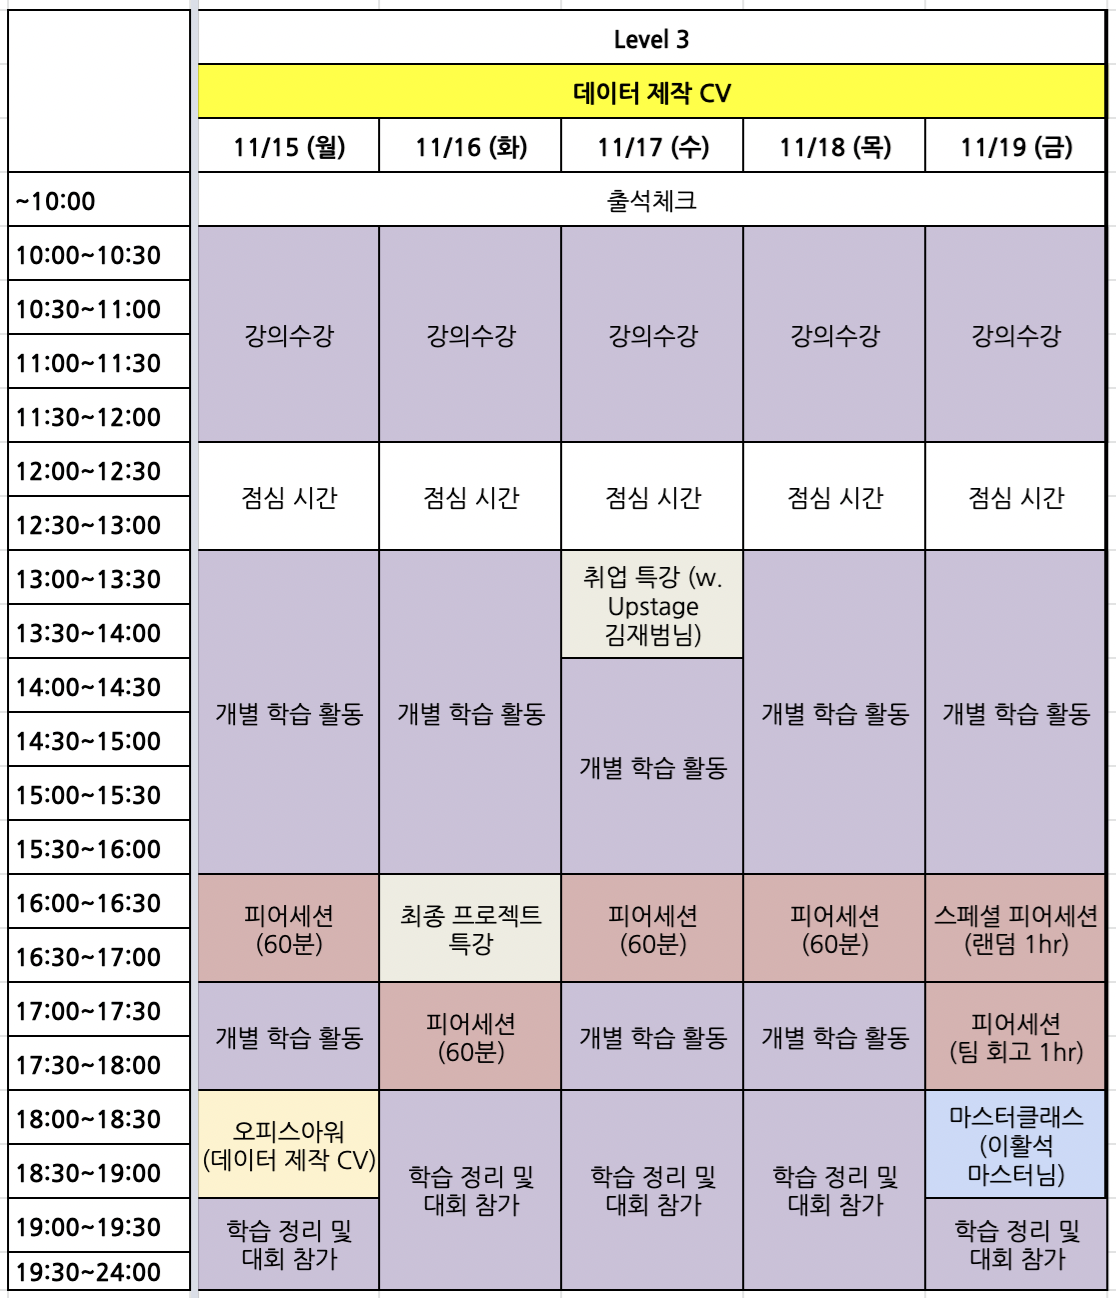 Level 3
데이터 제작 CV
11/15 (월) 11/16 (화) 11/17 (수) 11/18 (목) 11/19 (금)
~10:00 출석체크
10:00~10:30
10:30~11:00
강의수강 강의수강 강의수강 강의수강 강의수강
11:00~11:30
11:30~12:00
12:00~12:30
점심 시간 점심 시간 점심 시간 점심 시간 점심 시간
12:30~13:00
13:00~13:30
취업 특강 (w.
Upstage
김재범님)
13:30~14:00
14:00~14:30
개별 학습 활동 개별 학습 활동 개별 학습 활동 개별 학습 활동
14:30~15:00
개별 학습 활동
15:00~15:30
15:30~16:00
16:00~16:30
피어세션 최종 프로젝트 피어세션 피어세션 스페셜 피어세션
(60분) 특강 (60분) (60분) (랜덤 1hr)
16:30~17:00
17:00~17:30
개별 학습 활동 피어세션 개별 학습 활동 개별 학습 활동 피어세션
(60분) (팀 회고 1hr)
17:30~18:00
18:00~18:30
오피스아워
(데이터 제작 CV)
마스터클래스
(이활석
마스터님)
18:30~19:00
학습 정리 및 학습 정리 및 학습 정리 및
대회 참가 대회 참가 대회 참가
19:00~19:30
학습 정리 및 학습 정리 및
대회 참가 대회 참가
19:30~24:00